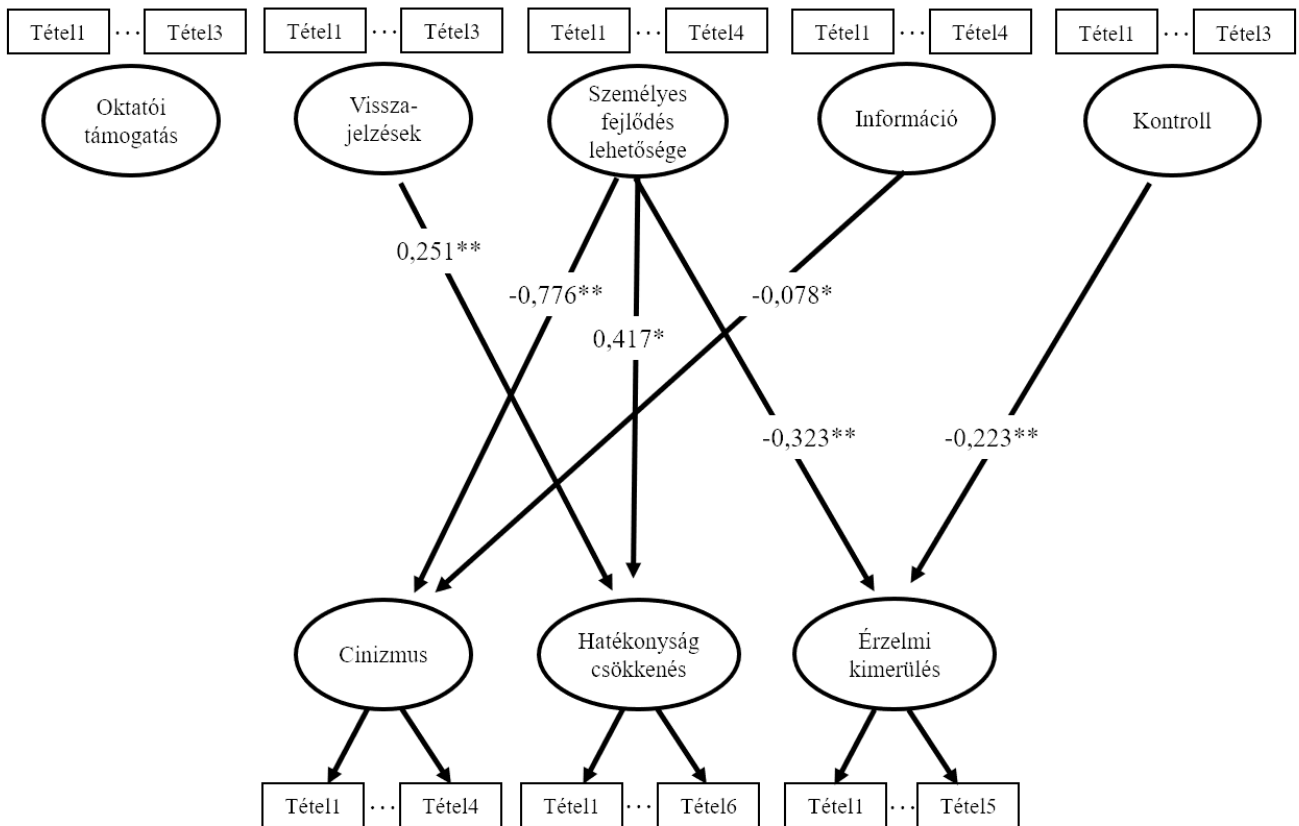 Tétel1 ··· Tétel3 Tétel1 ··· Tétel3 Tétel1 ··· Tétel4 Tétel1 ··· Tétel4 Tétel1 ··· Tétel3
Oktatói
támogatás
Vissza-
jelzések
Személyes
fejlődés
lehetősége
Információ
Kontroll
0,251**
-0,776**
-0,078*
0,417*
-0,323**
-0,223**
Cinizmus
Hatékonyság
csökkenés
Érzelmi
kimerülés
Tétel1 ··· Tétel4 Tétel1 ··· Tétel6 Tétel1 ··· Tétel5